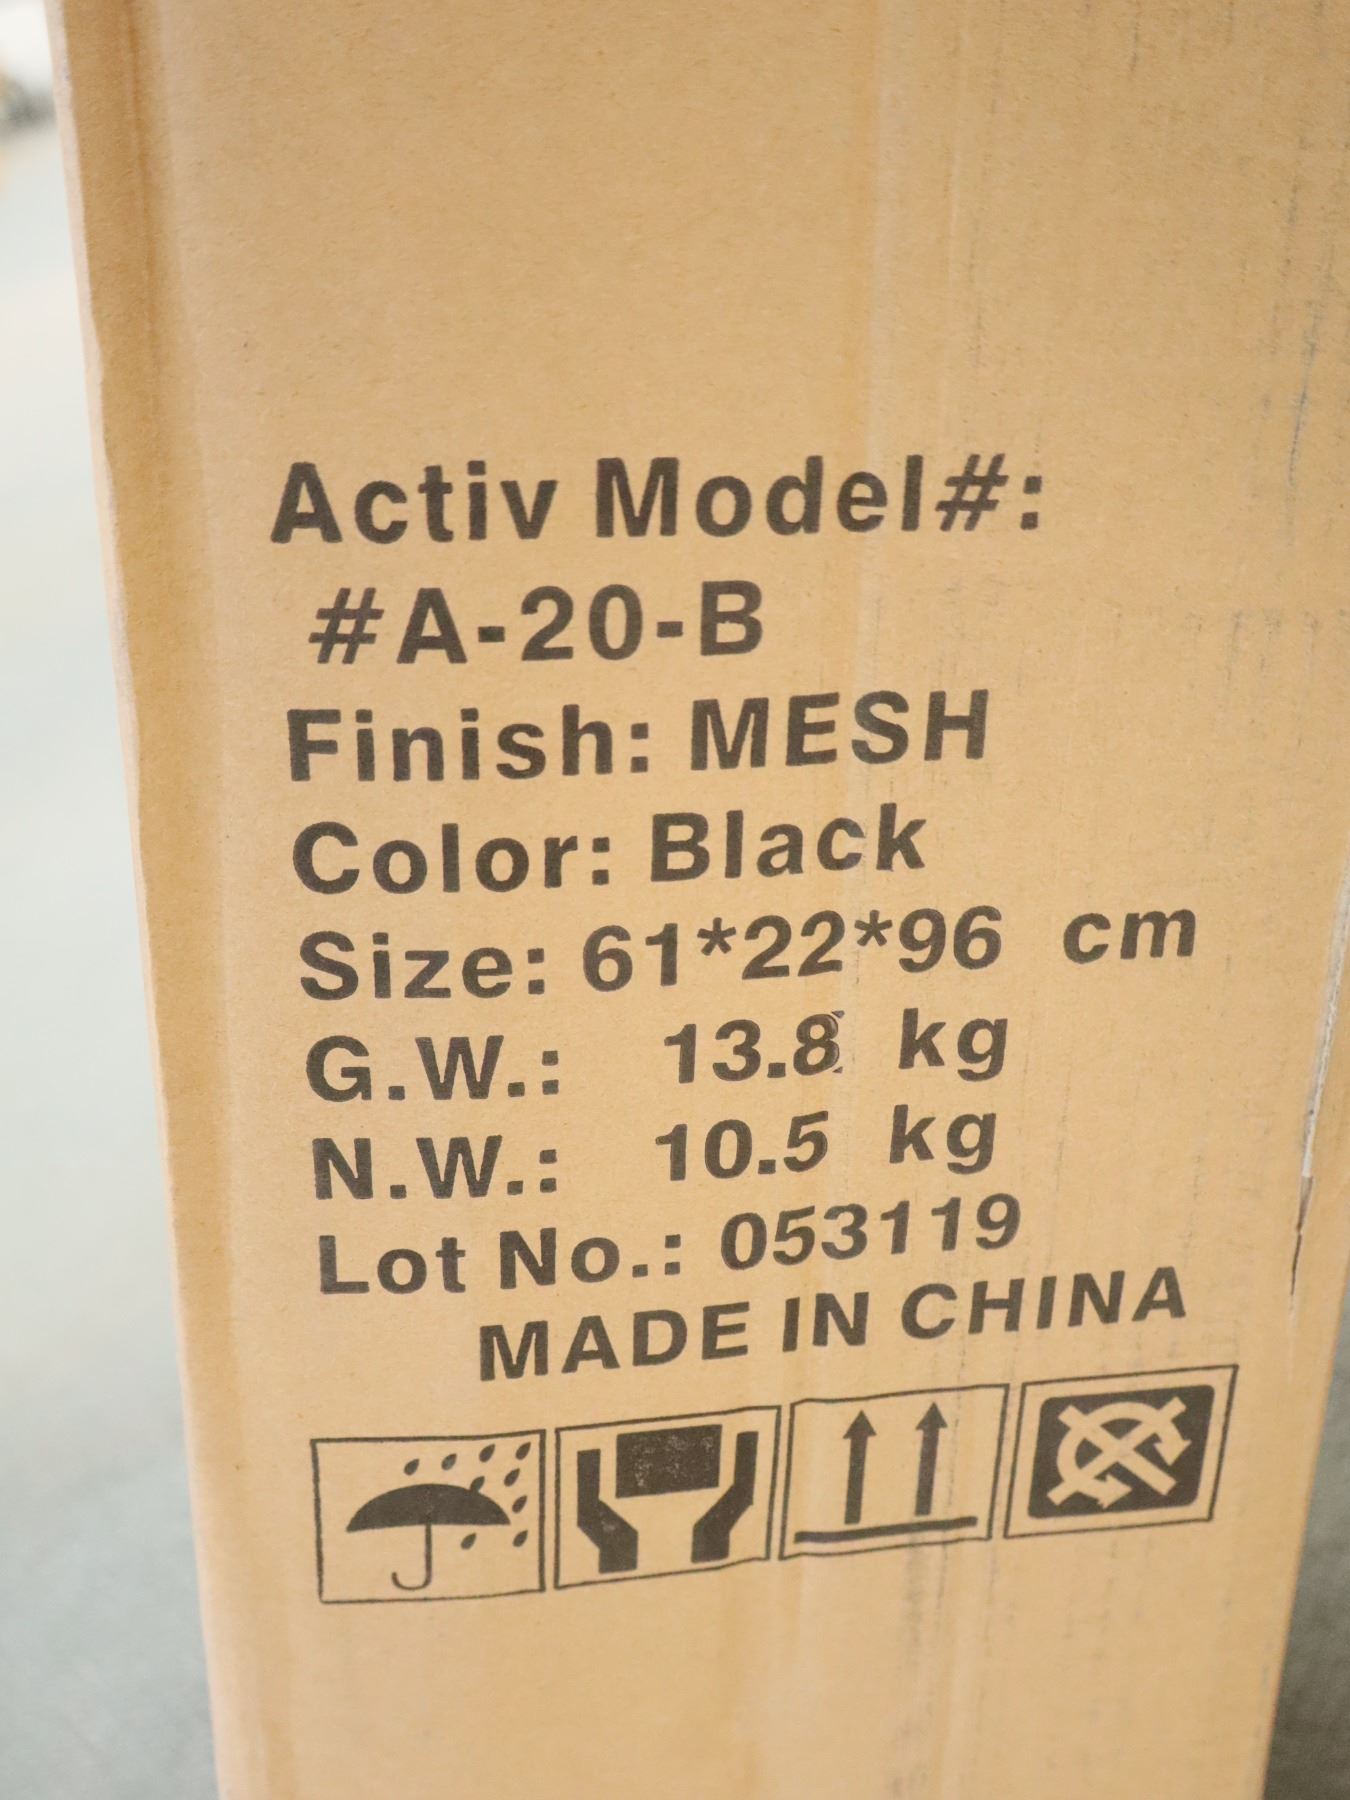 Activ Model#:
#A-20-B
Finish: MESH
Color: Black
Size: 61*22*96 cm
G.W.: 13.8 kg
N.W.: 10.5 kg
Lot No.: 053119
MADE IN CHINA